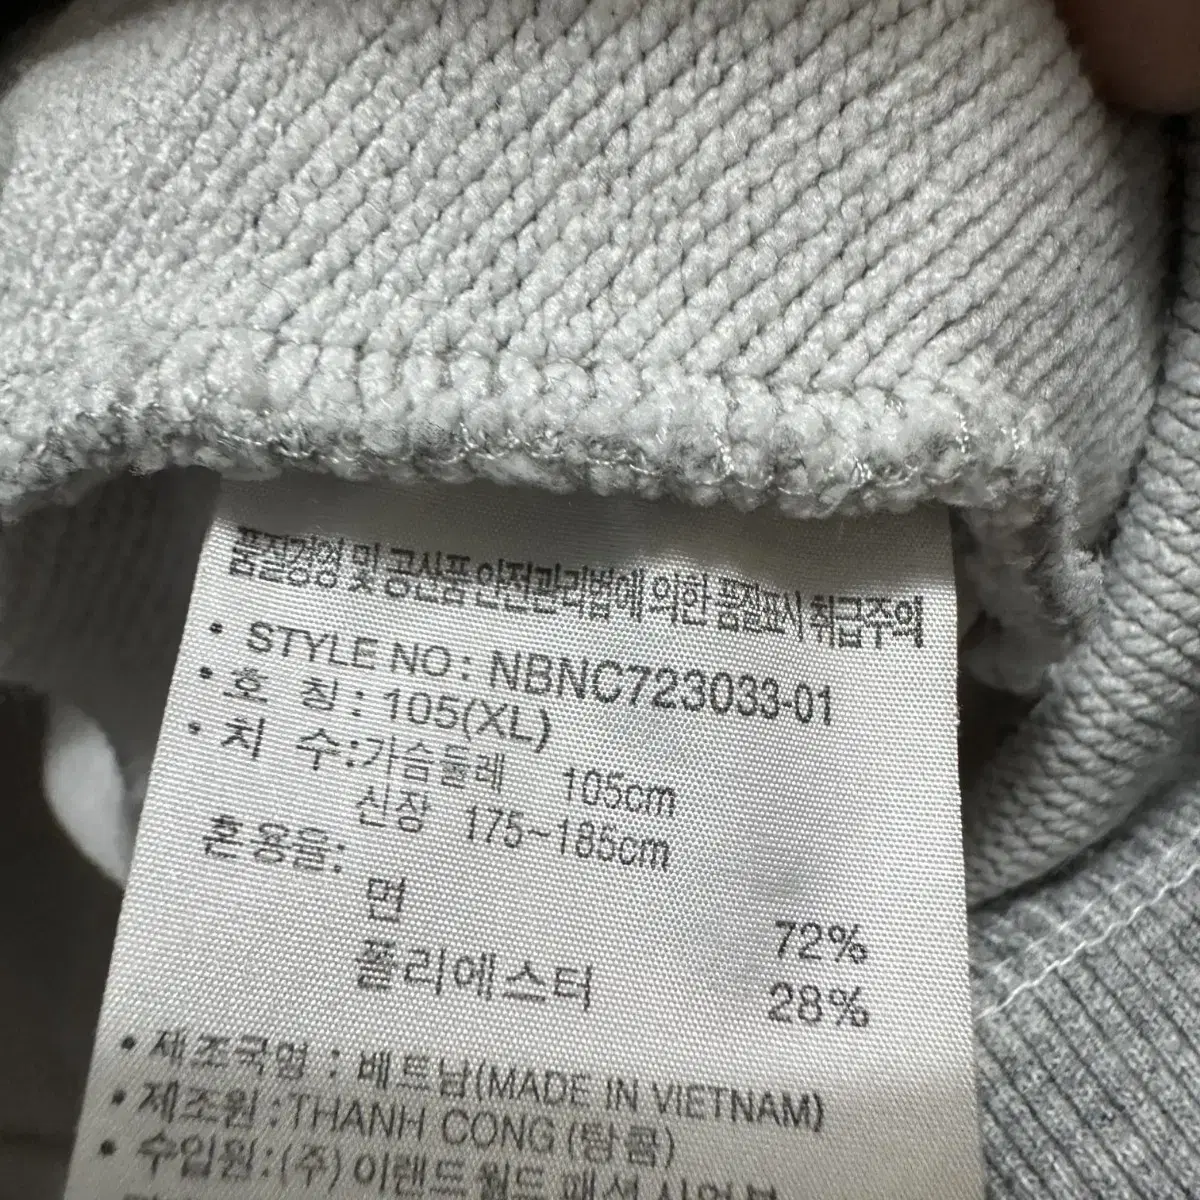 품질경영 및 공산품 안전관리법에 의한 품질표시 취급주의
• STYLE NO : NBNC723033-01
• 호 칭 : 105(XL)
• 치 수 : 가슴둘레 105cm
신장 175~185cm
혼용율:
면 72%
폴리에스터 28%
• 제조국명 : 베트남(MADE IN VIETNAM)
• 제조원 : THANH CONG (탕콤)
• 수입원 : (주) 이랜드 월드 패션 사업부